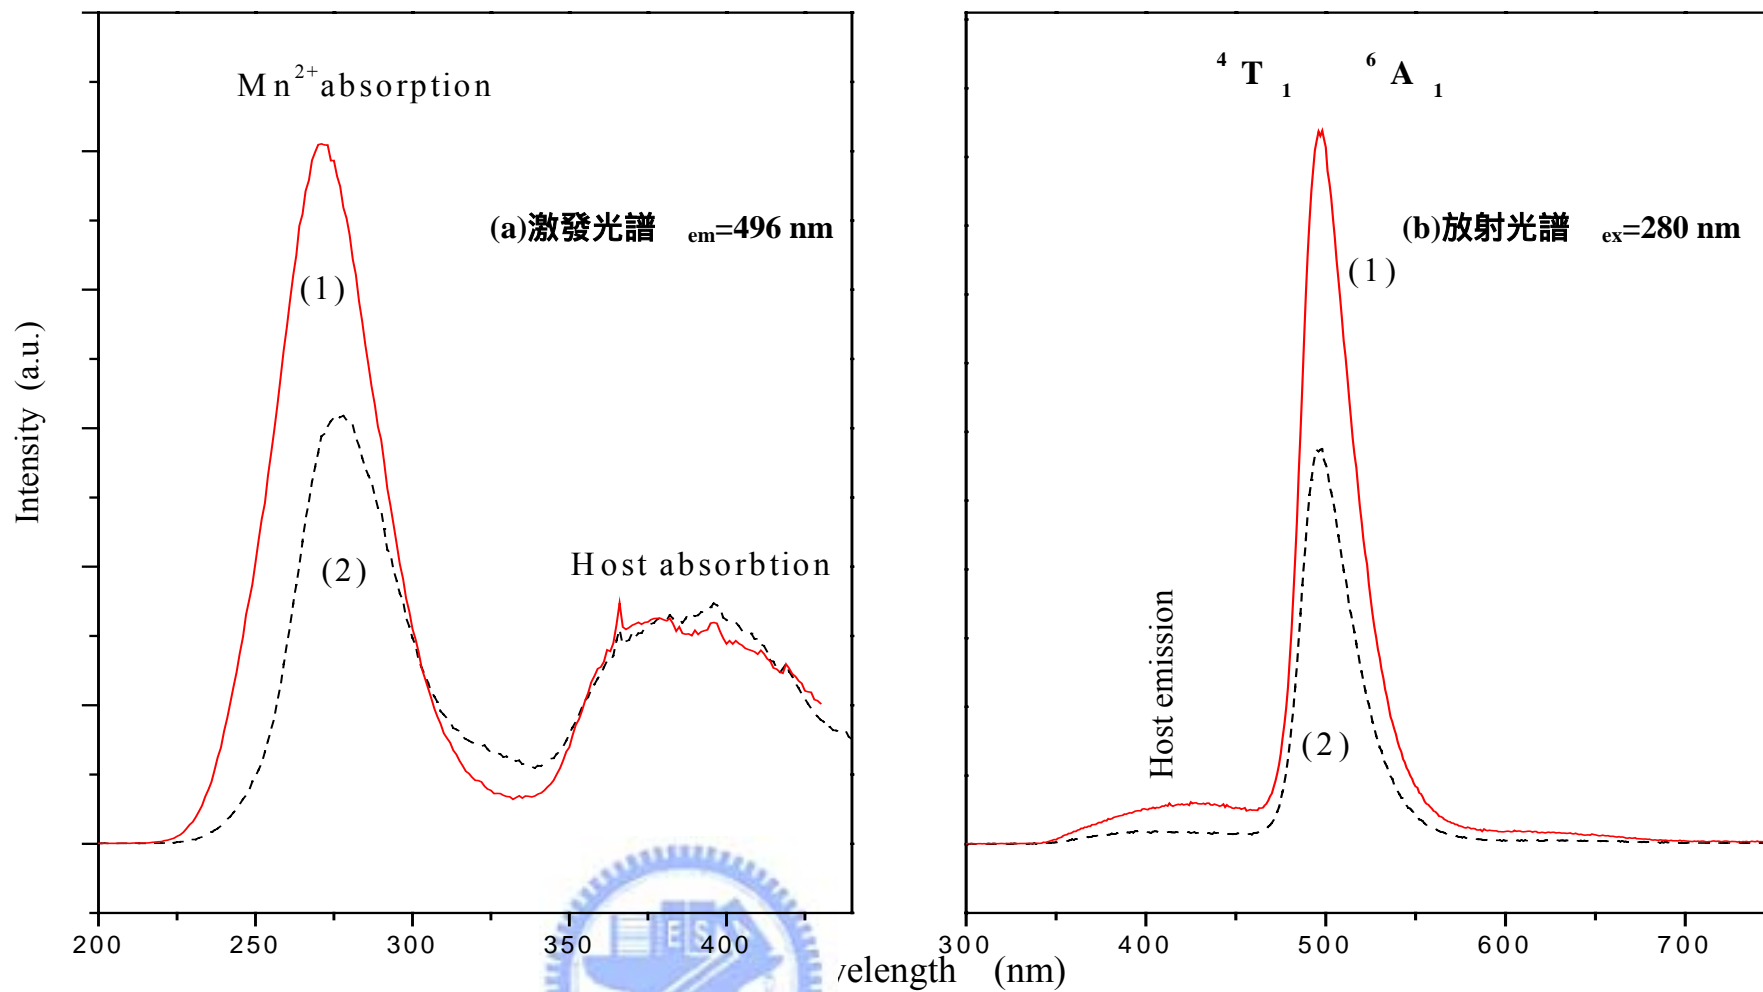 Mn²⁺absorption
(a)激發光譜 em=496 nm
(1)
(2)
Host absorbtion
Intensity (a.u.)
200 250 300 350 400
⁴T₁ ⁶A₁
(b)放射光譜 ex=280 nm
(1)
(2)
Host emission
300 400 500 600 700
velength (nm)